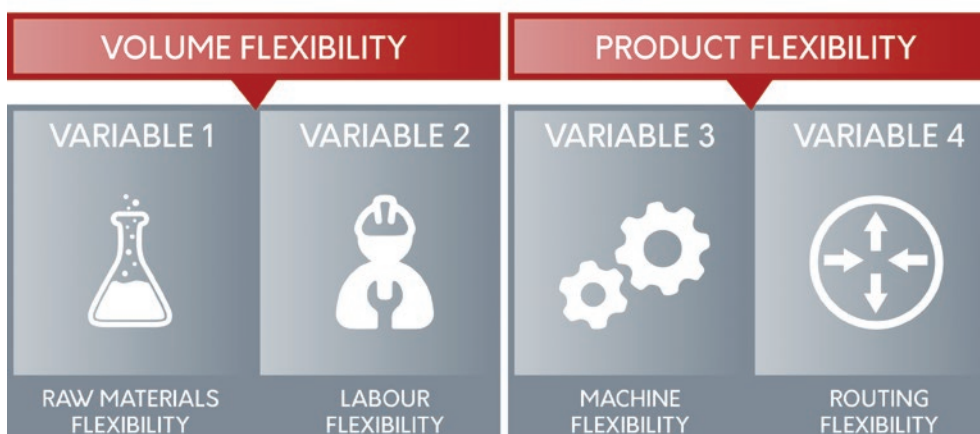 VOLUME FLEXIBILITY
PRODUCT FLEXIBILITY
VARIABLE 1
VARIABLE 2
VARIABLE 3
VARIABLE 4
RAW MATERIALS
FLEXIBILITY
LABOUR
FLEXIBILITY
MACHINE
FLEXIBILITY
ROUTING
FLEXIBILITY